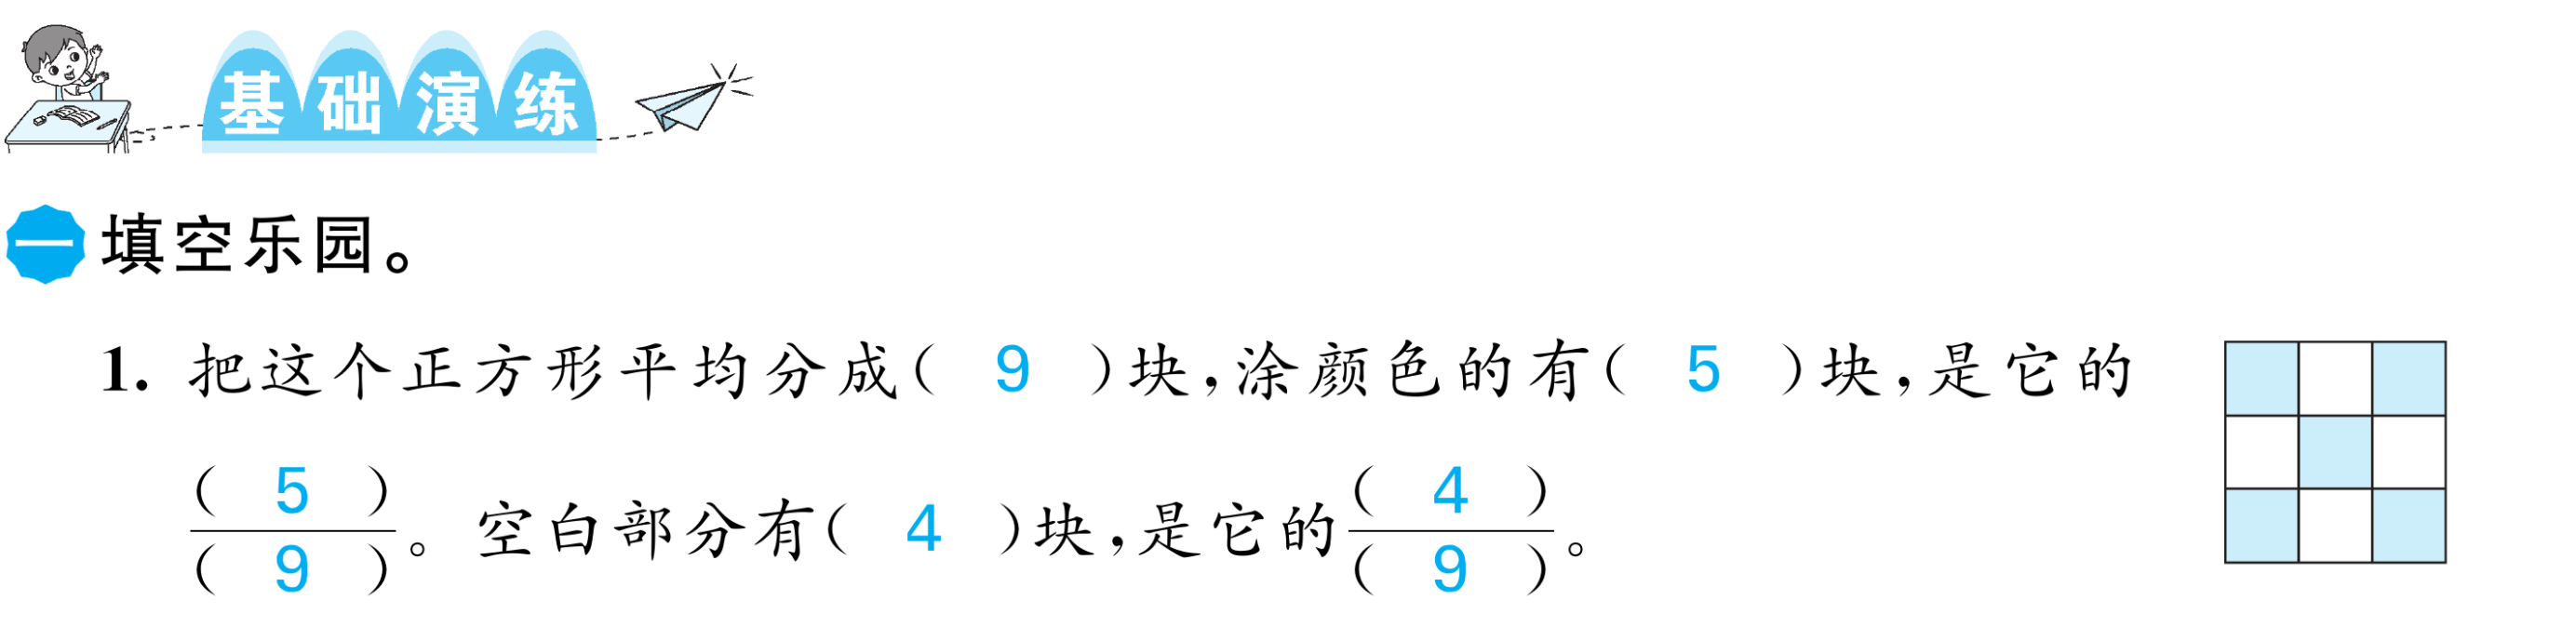 基础演练
一 填空乐园。
1. 把这个正方形平均分成( 9 )块,涂颜色的有( 5 )块,是它的
( 5 )/( 9 )。空白部分有( 4 )块,是它的( 4 )/( 9 )。